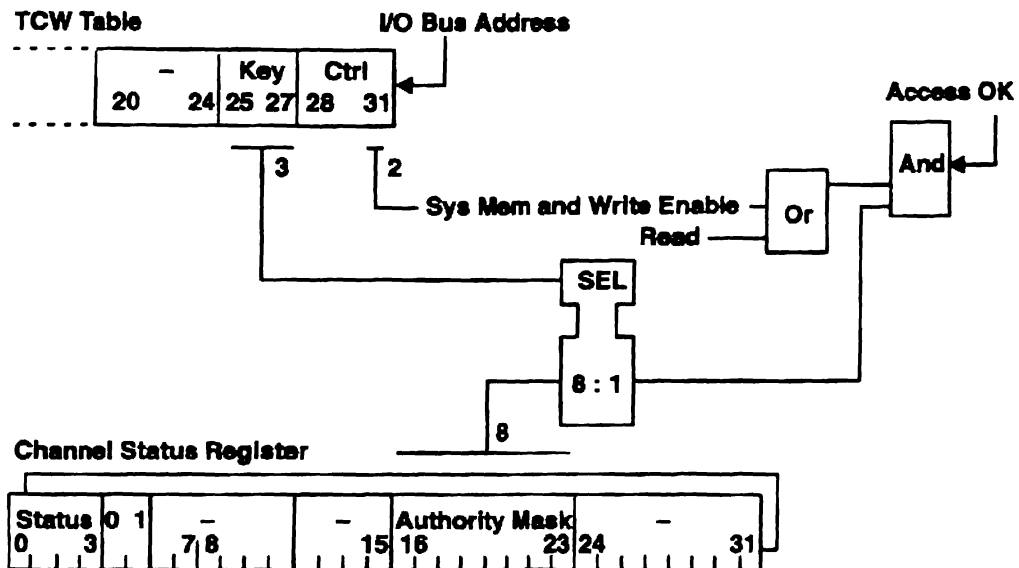 TCW Table
I/O Bus Address
– Key Ctrl
20 24 25 27 28 31
Access OK
And
3
2
Sys Mem and Write Enable
Or
Read
SEL
8 : 1
8
Channel Status Register
Status 0 1 – – Authority Mask –
0 3 7 8 15 16 23 24 31